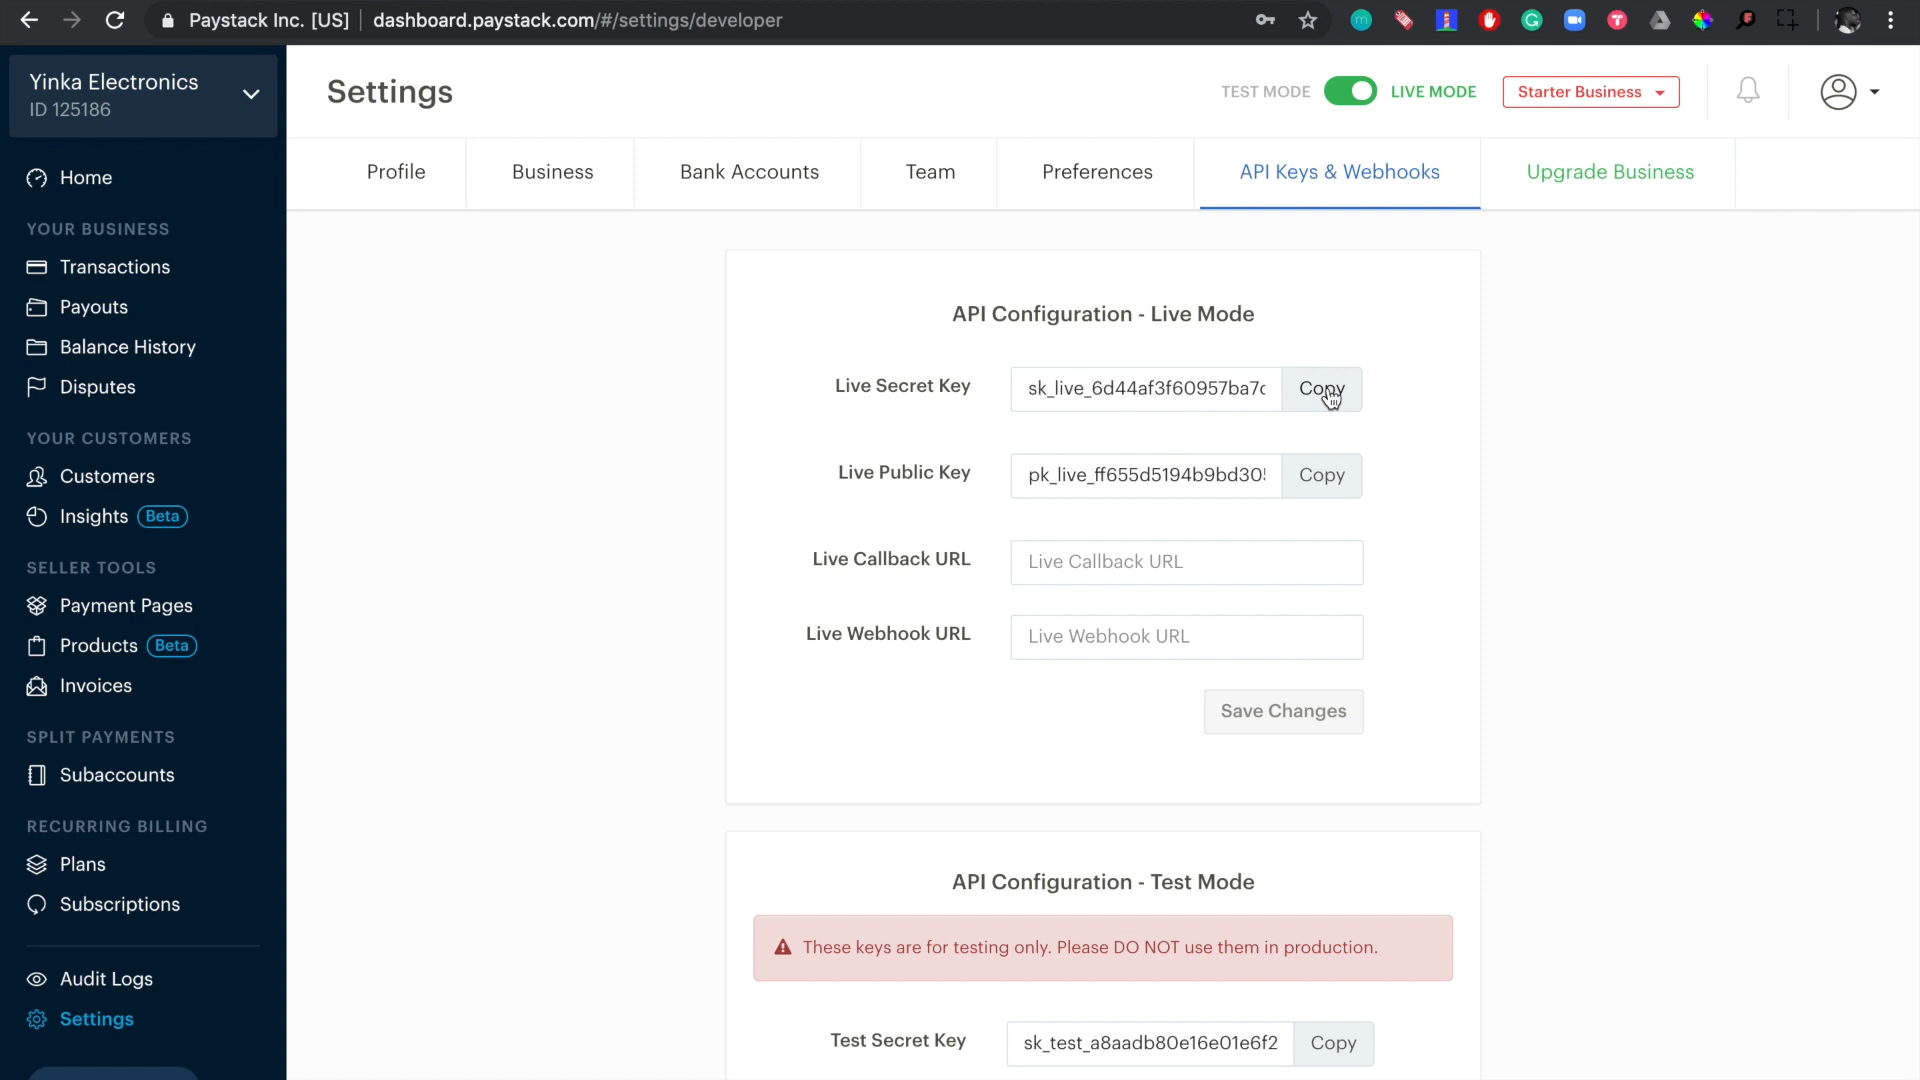 Paystack Inc. [US] | dashboard.paystack.com/#/settings/developer
Yinka Electronics
ID 125186
Settings
TEST MODE
LIVE MODE
Starter Business
Profile
Business
Bank Accounts
Team
Preferences
API Keys & Webhooks
Upgrade Business
Home
YOUR BUSINESS
Transactions
Payouts
Balance History
Disputes
YOUR CUSTOMERS
Customers
Insights Beta
SELLER TOOLS
Payment Pages
Products Beta
Invoices
SPLIT PAYMENTS
Subaccounts
RECURRING BILLING
Plans
Subscriptions
Audit Logs
Settings
API Configuration - Live Mode
Live Secret Key
sk_live_6d44af3f60957ba7
Copy
Live Public Key
pk_live_ff655d5194b9bd30
Copy
Live Callback URL
Live Callback URL
Live Webhook URL
Live Webhook URL
Save Changes
API Configuration - Test Mode
These keys are for testing only. Please DO NOT use them in production.
Test Secret Key
sk_test_a8aadb80e16e01e6f2
Copy